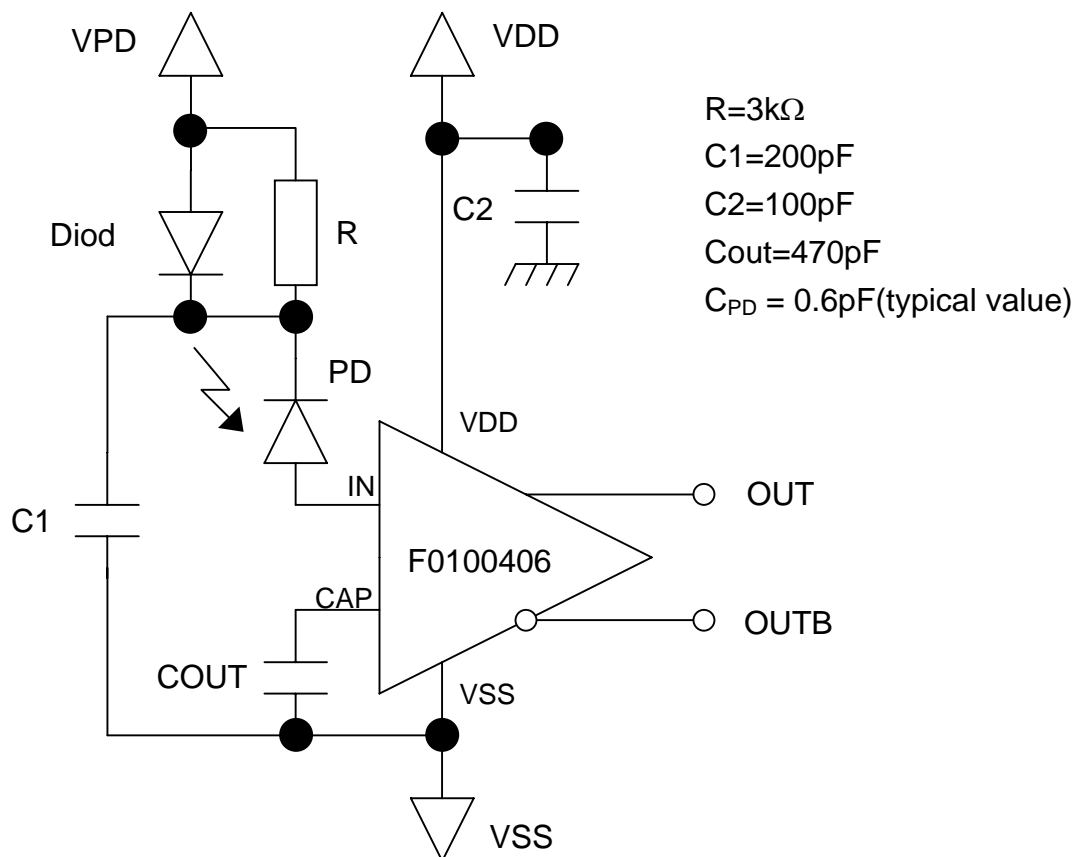 VPD
VDD
R=3kΩ
C1=200pF
C2=100pF
Cout=470pF
CPD = 0.6pF(typical value)
C2
Diod
R
PD
VDD
IN
OUT
C1
F0100406
CAP
OUTB
COUT
VSS
VSS